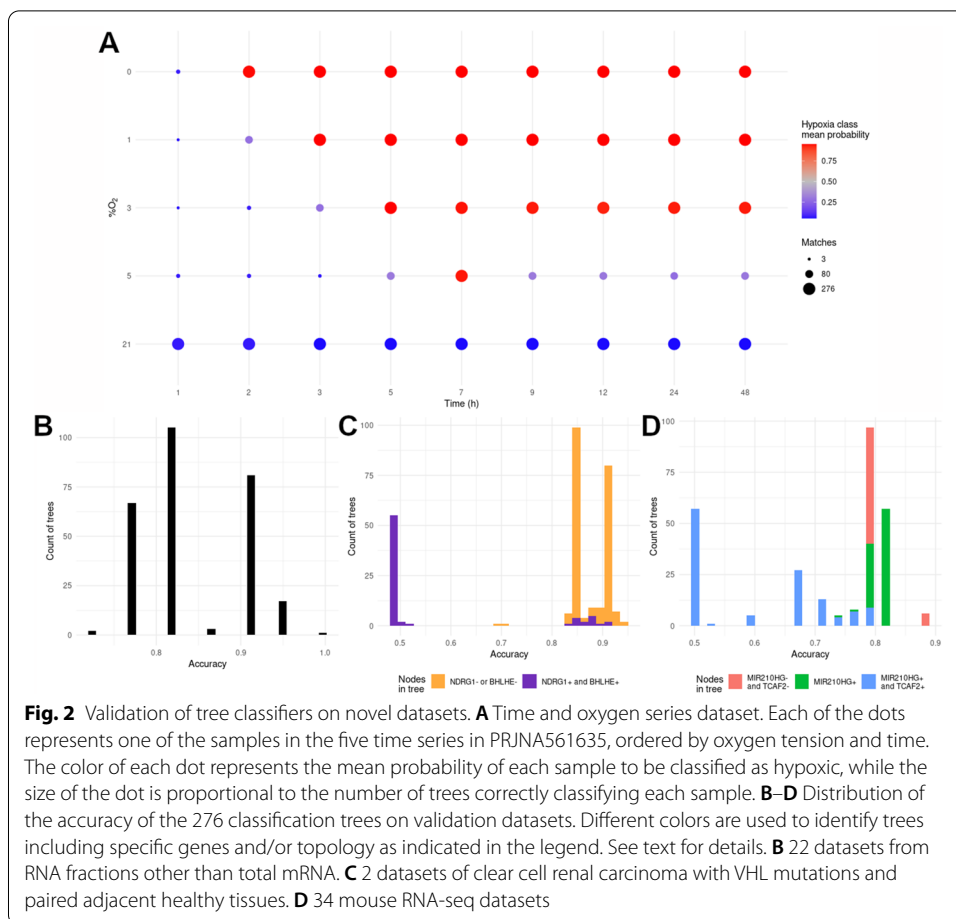 A
0
1
3
5
21
%O2
1 2 3 5 7 9 12 24 48
Time (h)
Hypoxia class
mean probability
0.75
0.50
0.25
Matches
3
80
276
B
100
75
50
25
0
Count of trees
0.8 0.9 1.0
Accuracy
C
100
75
50
25
0
Count of trees
0.5 0.6 0.7 0.8 0.9
Accuracy
Nodes
in tree
NDRG1- or BHLHE-
NDRG1+ and BHLHE+
D
100
75
50
25
0
Count of trees
0.5 0.6 0.7 0.8 0.9
Accuracy
Nodes
in tree
MIR210HG-
and TCAF2-
MIR210HG+
MIR210HG+
and TCAF2+
Fig. 2 Validation of tree classifiers on novel datasets. A Time and oxygen series dataset. Each of the dots
represents one of the samples in the five time series in PRJNA561635, ordered by oxygen tension and time.
The color of each dot represents the mean probability of each sample to be classified as hypoxic, while the
size of the dot is proportional to the number of trees correctly classifying each sample. B–D Distribution of
the accuracy of the 276 classification trees on validation datasets. Different colors are used to identify trees
including specific genes and/or topology as indicated in the legend. See text for details. B 22 datasets from
RNA fractions other than total mRNA. C 2 datasets of clear cell renal carcinoma with VHL mutations and
paired adjacent healthy tissues. D 34 mouse RNA-seq datasets